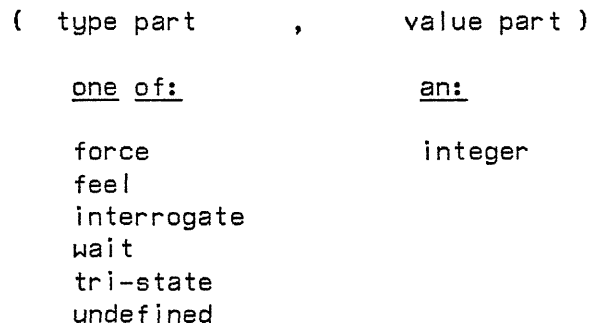 ( type part , value part )
one of: an:
force integer
feel
interrogate
wait
tri-state
undefined